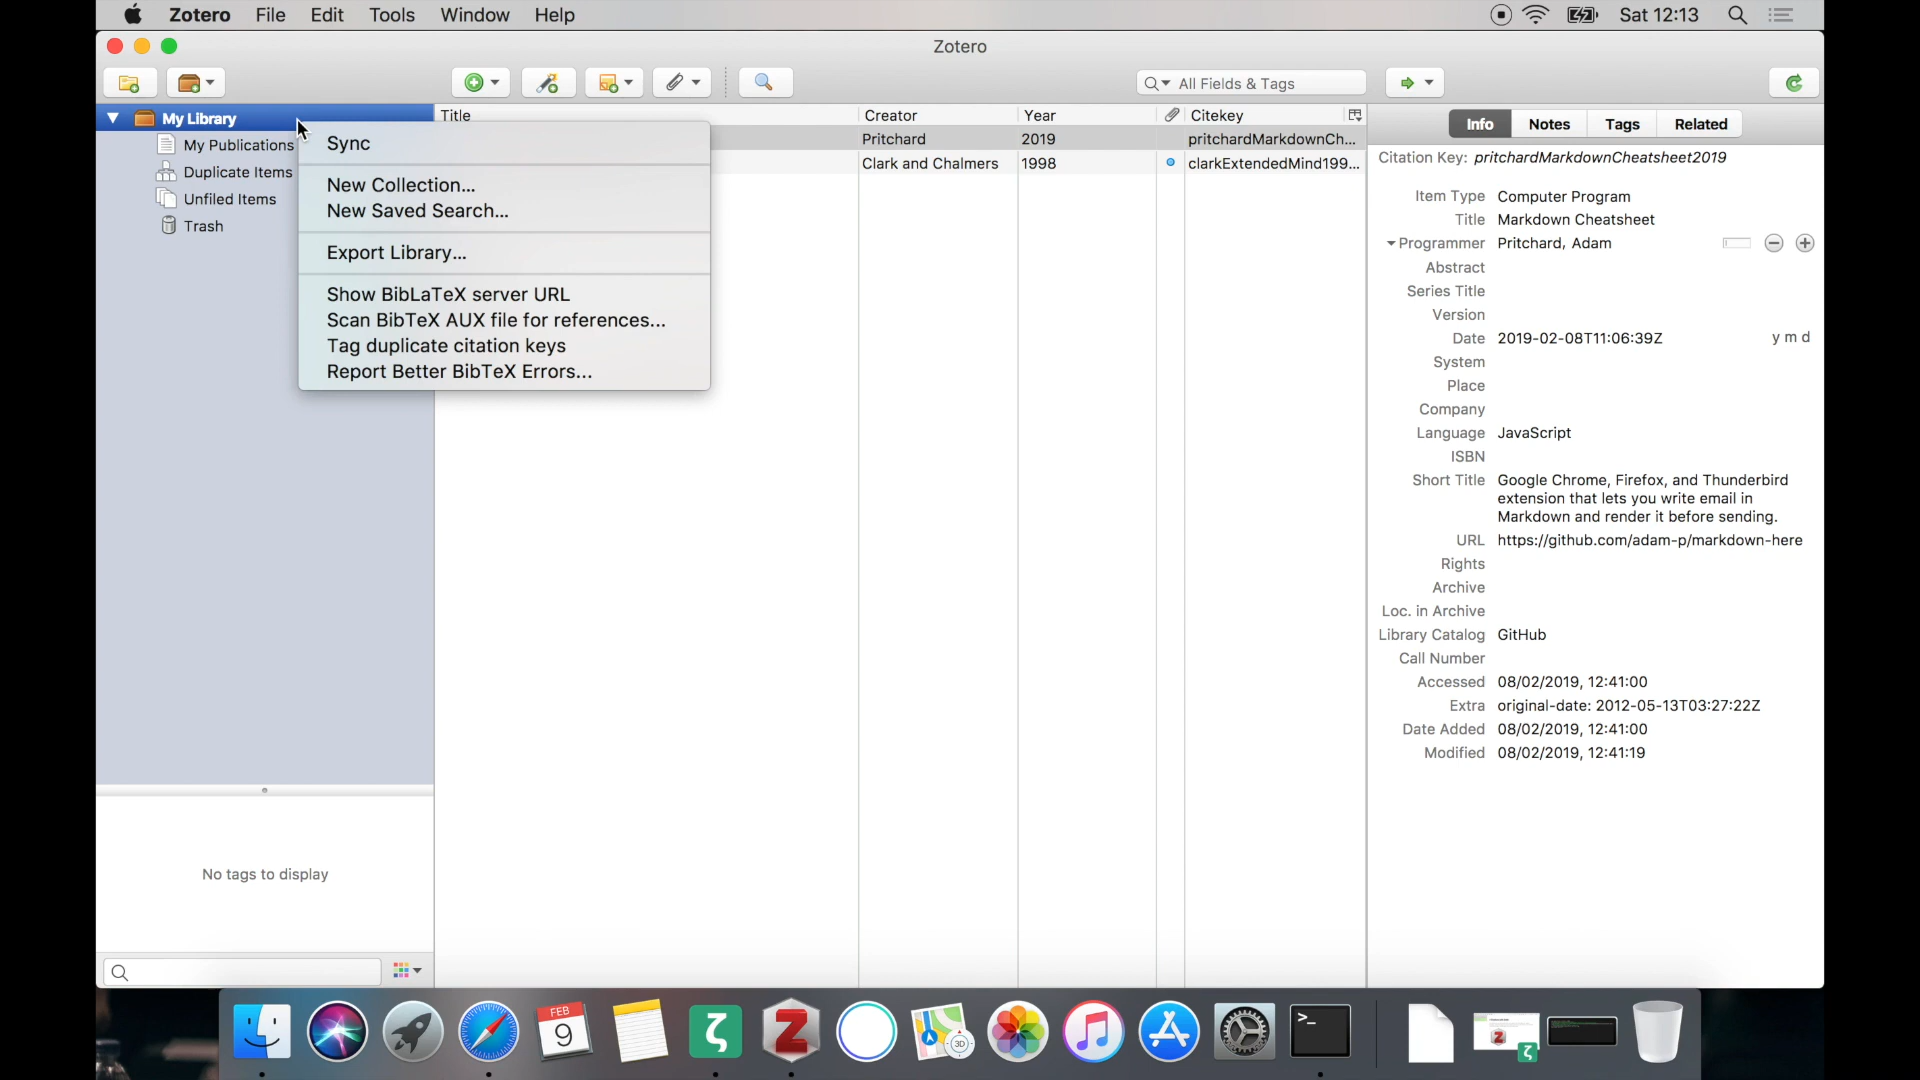 Zotero File Edit Tools Window Help Sat 12:13
Zotero
All Fields & Tags
My Library
My Publications
Duplicate Items
Unfiled Items
Trash
Sync
New Collection...
New Saved Search...
Export Library...
Show BibLaTeX server URL
Scan BibTeX AUX file for references...
Tag duplicate citation keys
Report Better BibTeX Errors...
Title Creator Year Citekey
Pritchard 2019 pritchardMarkdownCh...
Clark and Chalmers 1998 clarkExtendedMind199...
Info Notes Tags Related
Citation Key: pritchardMarkdownCheatsheet2019
Item Type Computer Program
Title Markdown Cheatsheet
Programmer Pritchard, Adam
Abstract
Series Title
Version
Date 2019-02-08T11:06:39Z y m d
System
Place
Company
Language JavaScript
ISBN
Short Title Google Chrome, Firefox, and Thunderbird
extension that lets you write email in
Markdown and render it before sending.
URL https://github.com/adam-p/markdown-here
Rights
Archive
Loc. in Archive
Library Catalog GitHub
Call Number
Accessed 08/02/2019, 12:41:00
Extra original-date: 2012-05-13T03:27:22Z
Date Added 08/02/2019, 12:41:00
Modified 08/02/2019, 12:41:19
No tags to display
FEB
9
ζ
Z
3D
>_
Z
ζ